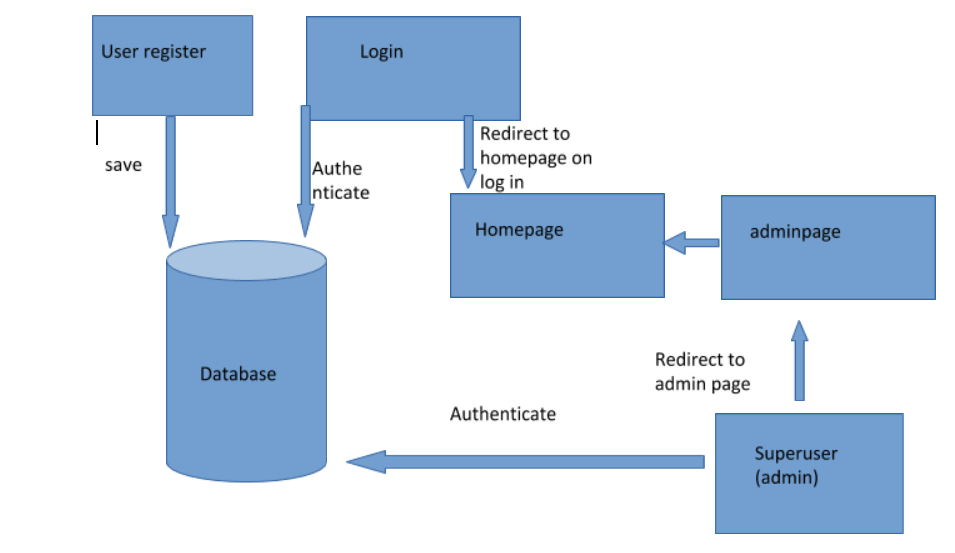 User register
Login
save
Authe
nticate
Redirect to
homepage on
log in
Homepage
adminpage
Database
Redirect to
admin page
Authenticate
Superuser
(admin)